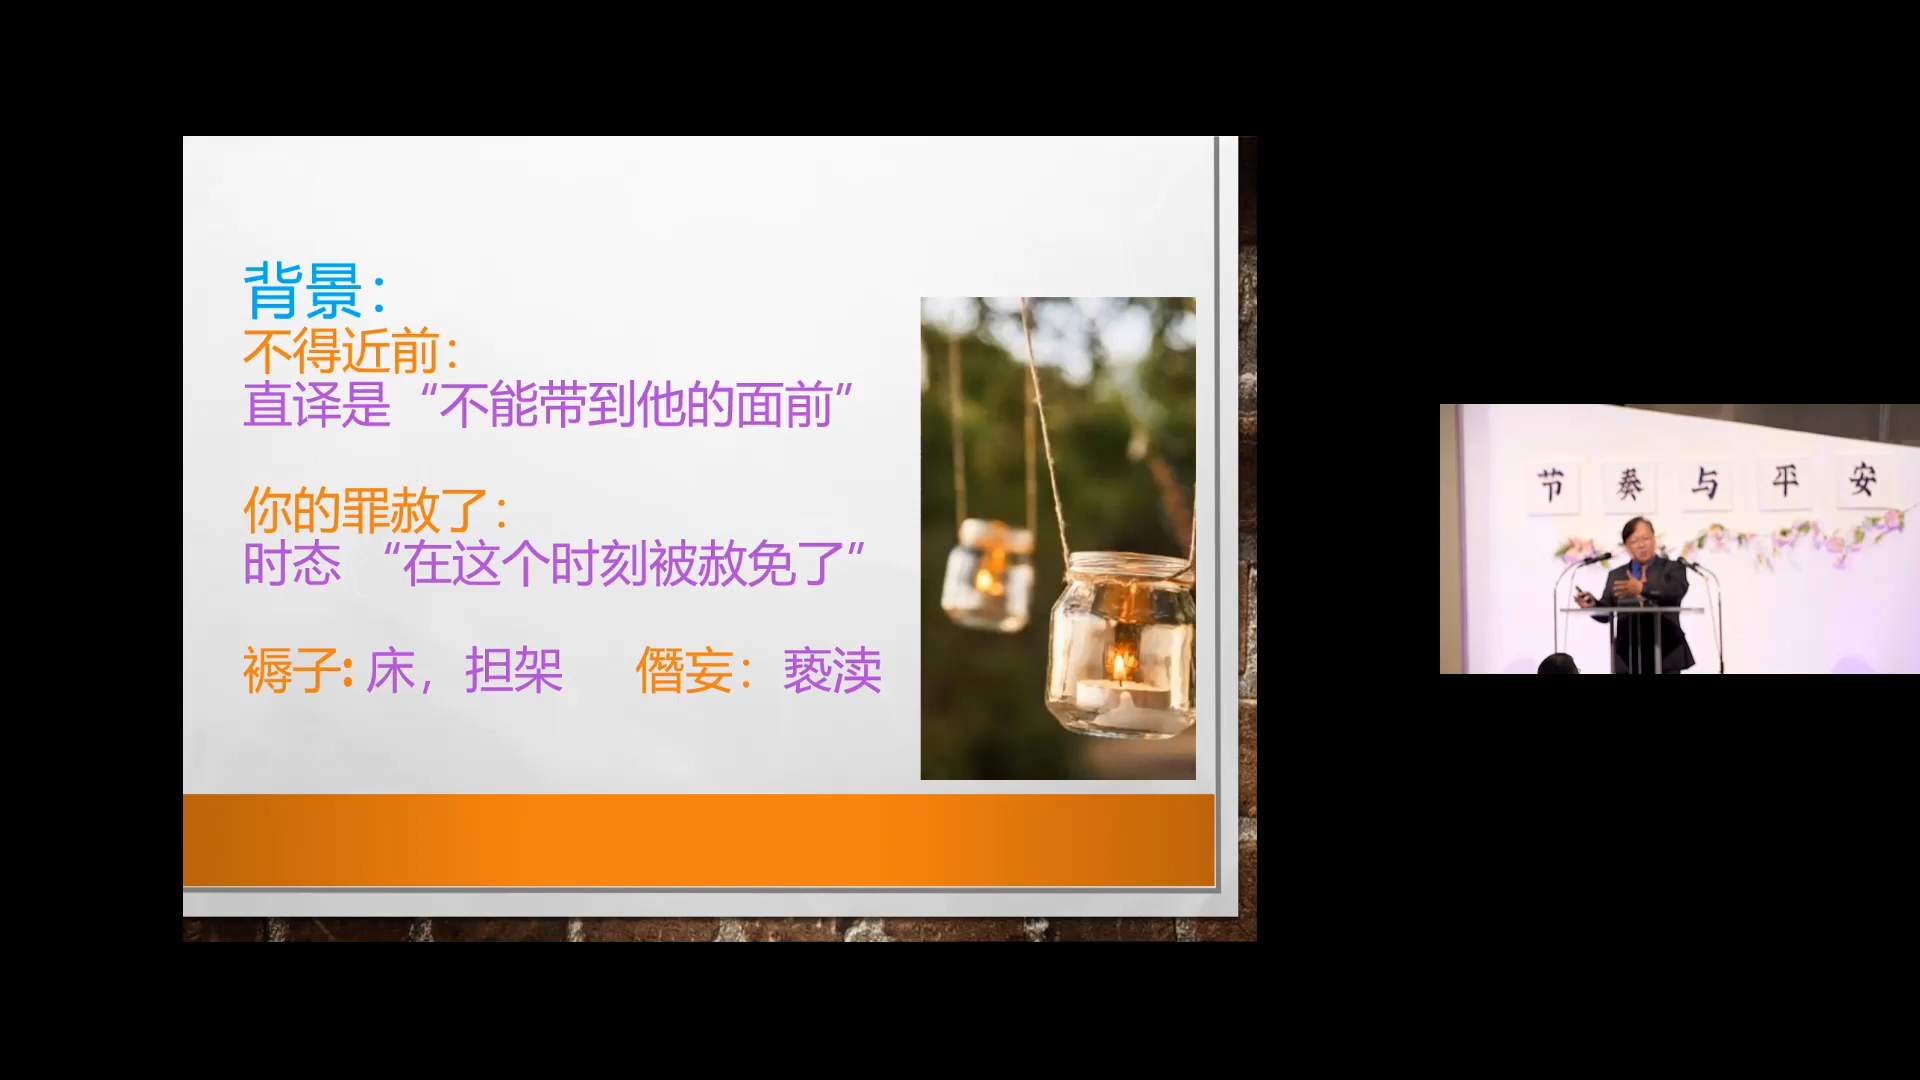 背景：
不得近前：
直译是“不能带到他的面前”
你的罪赦了：
时态 “在这个时刻被赦免了”
褥子: 床，担架 僭妄：亵渎
节奏与平安